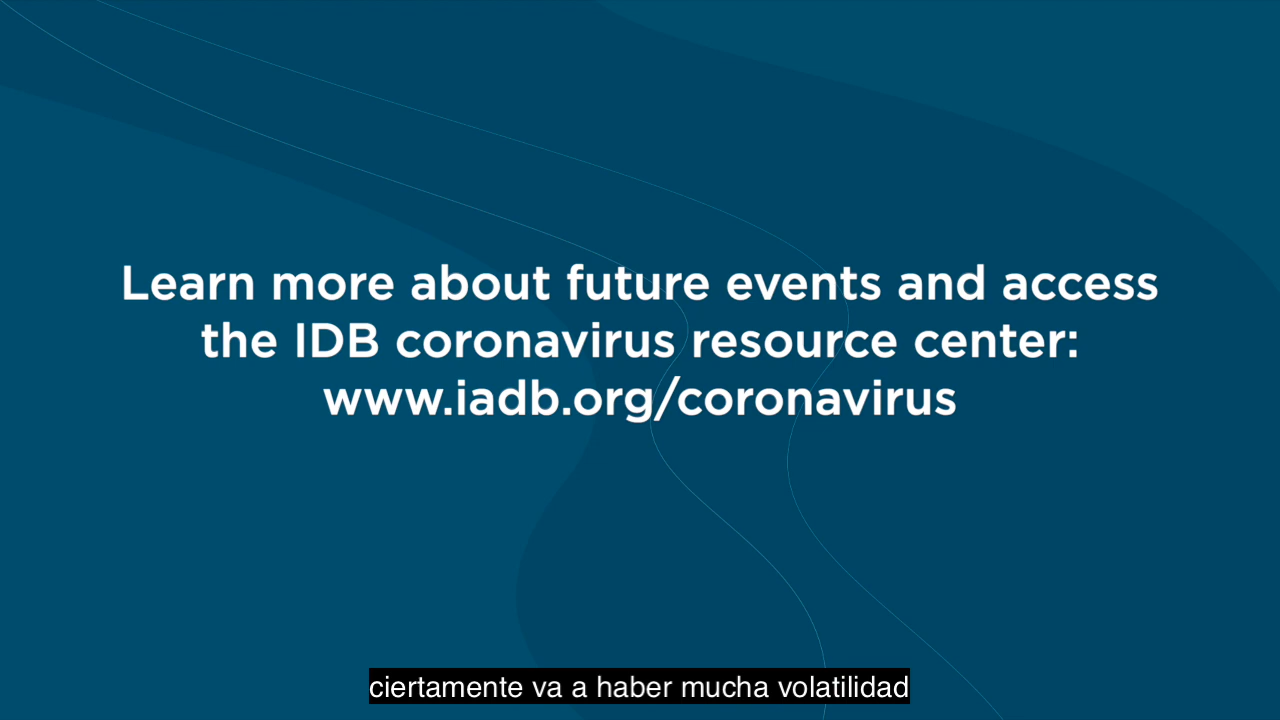 Learn more about future events and access
the IDB coronavirus resource center:
www.iadb.org/coronavirus
ciertamente va a haber mucha volatilidad